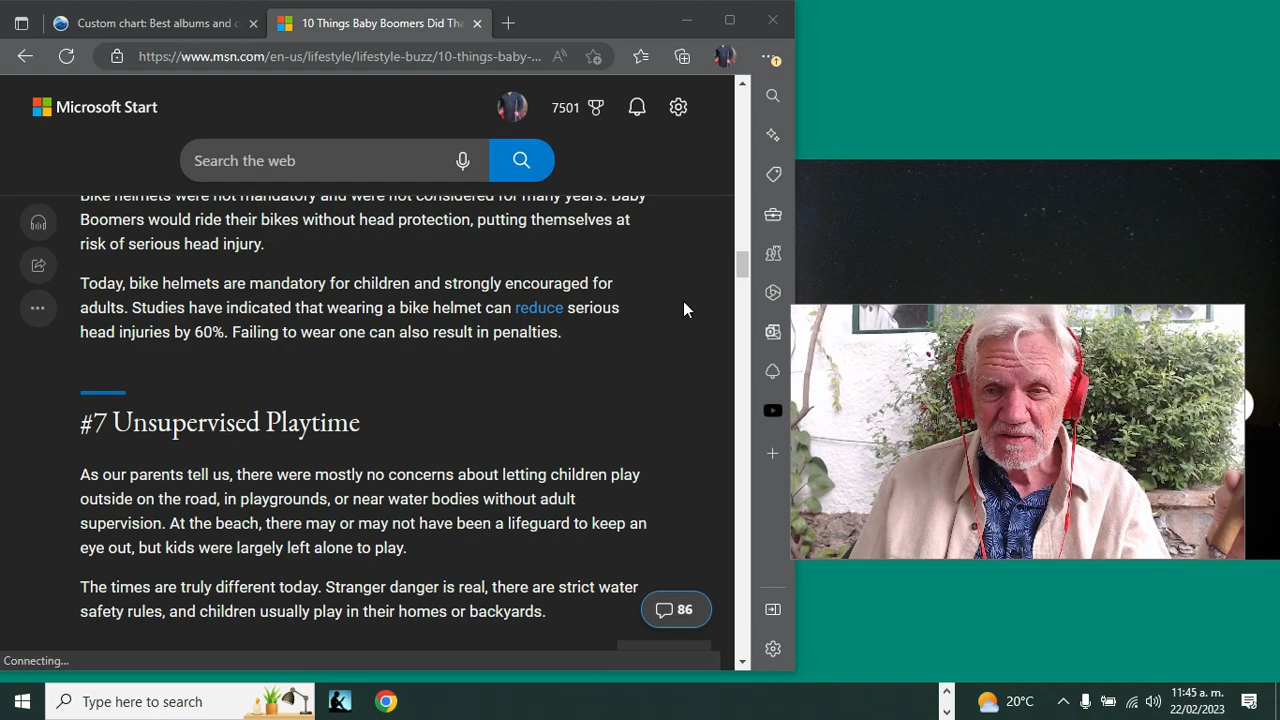 Custom chart: Best albums and
10 Things Baby Boomers Did Tha
https://www.msn.com/en-us/lifestyle/lifestyle-buzz/10-things-baby-...
Microsoft Start
7501
Search the web
Bike helmets were not mandatory and were not considered for many years. Baby
Boomers would ride their bikes without head protection, putting themselves at
risk of serious head injury.
Today, bike helmets are mandatory for children and strongly encouraged for
adults. Studies have indicated that wearing a bike helmet can reduce serious
head injuries by 60%. Failing to wear one can also result in penalties.
#7 Unsupervised Playtime
As our parents tell us, there were mostly no concerns about letting children play
outside on the road, in playgrounds, or near water bodies without adult
supervision. At the beach, there may or may not have been a lifeguard to keep an
eye out, but kids were largely left alone to play.
The times are truly different today. Stranger danger is real, there are strict water
safety rules, and children usually play in their homes or backyards.
86
Connecting...
Type here to search
20°C
11:45 a. m.
22/02/2023